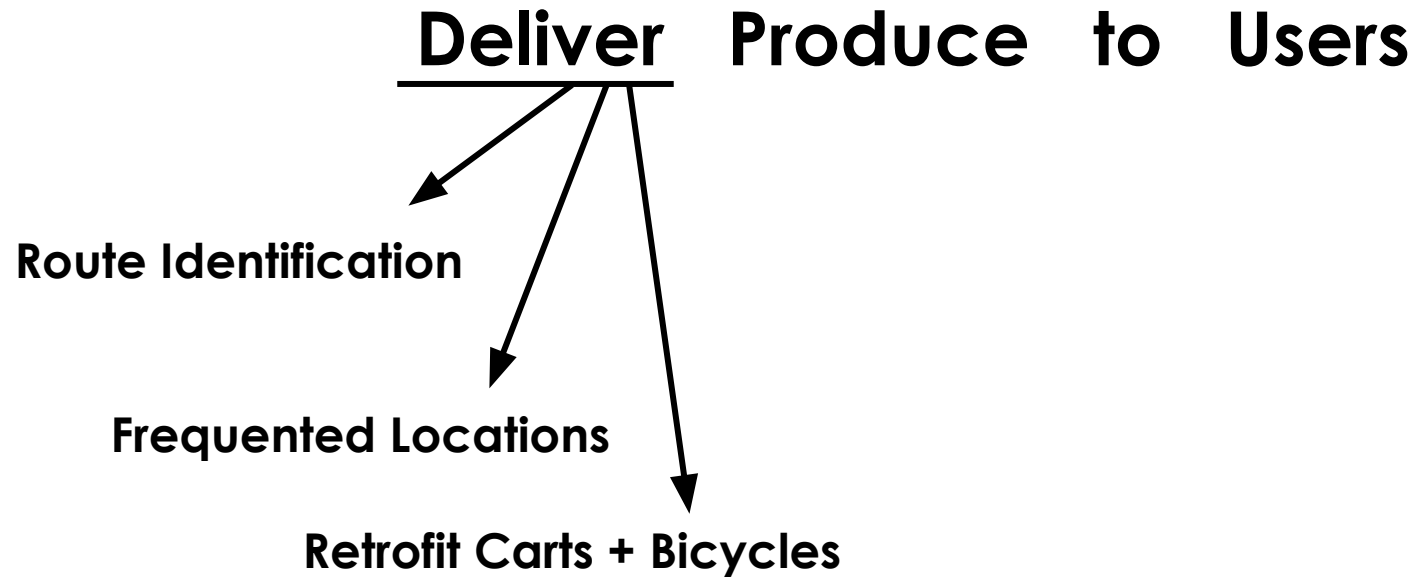 Deliver Produce to Users
Route Identification
Frequented Locations
Retrofit Carts + Bicycles